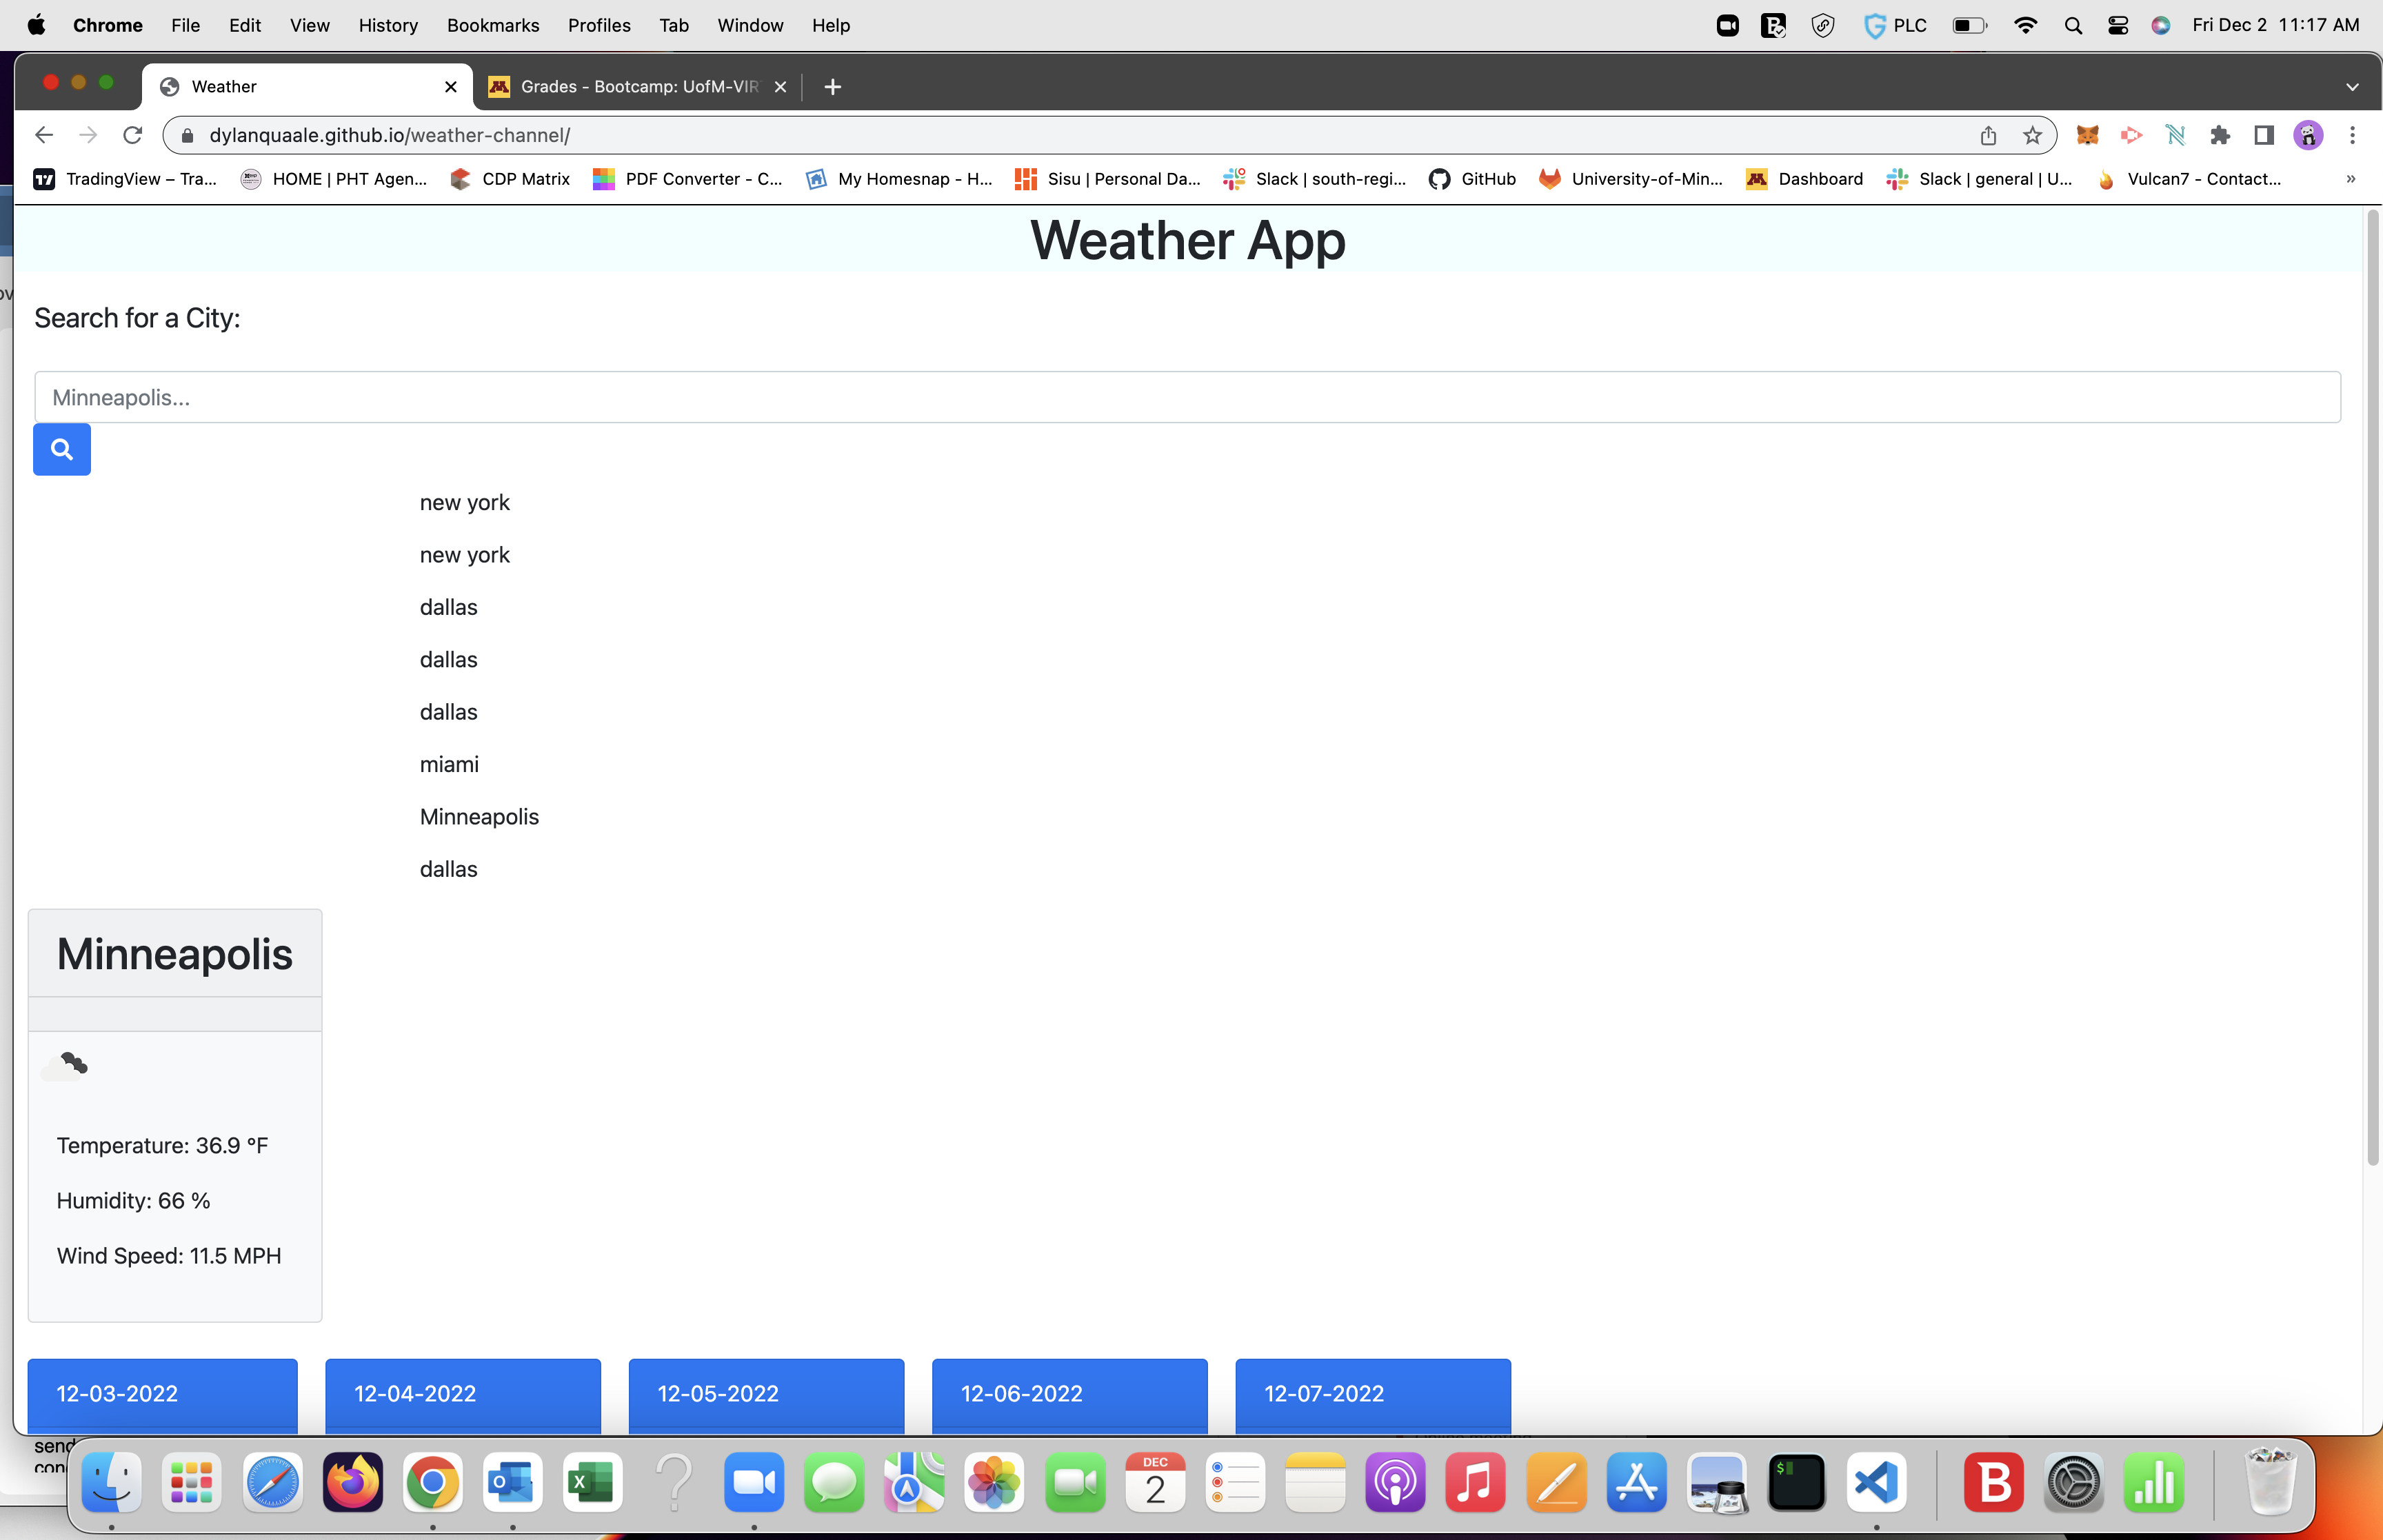 Chrome File Edit View History Bookmarks Profiles Tab Window Help PLC Fri Dec 2 11:17 AM
Weather Grades - Bootcamp: UofM-VIR
dylanquaale.github.io/weather-channel/
TradingView – Tra... HOME | PHT Agen... CDP Matrix PDF Converter - C... My Homesnap - H... Sisu | Personal Da... Slack | south-regi... GitHub University-of-Min... Dashboard Slack | general | U... Vulcan7 - Contact... »
Weather App
Search for a City:
Minneapolis...
new york
new york
dallas
dallas
dallas
miami
Minneapolis
dallas
Minneapolis
Temperature: 36.9 °F
Humidity: 66 %
Wind Speed: 11.5 MPH
12-03-2022 12-04-2022 12-05-2022 12-06-2022 12-07-2022
DEC
2